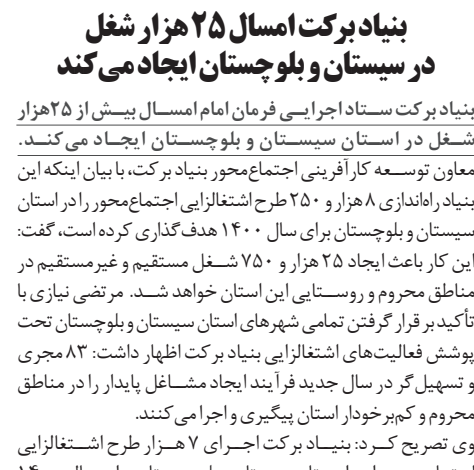 بنیاد برکت امسال ۲۵ هزار شغل
در سیستان و بلوچستان ایجاد می‌کند
بنیاد برکت ستاد اجرایی فرمان امام امسال بیش از ۲۵هزار
شغل در استان سیستان و بلوچستان ایجاد می‌کند.
معاون توسعه کارآفرینی اجتماع‌محور بنیاد برکت، با بیان اینکه این
بنیاد راه‌اندازی ۸ هزار و ۲۵۰ طرح اشتغالزایی اجتماع‌محور را در استان
سیستان و بلوچستان برای سال ۱۴۰۰ هدف‌گذاری کرده است، گفت:
این کار باعث ایجاد ۲۵ هزار و ۷۵۰ شغل مستقیم و غیرمستقیم در
مناطق محروم و روستایی این استان خواهد شد. مرتضی نیازی با
تأکید بر قرار گرفتن تمامی شهرهای استان سیستان و بلوچستان تحت
پوشش فعالیت‌های اشتغالزایی بنیاد برکت اظهار داشت: ۸۳ مجری
و تسهیل‌گر در سال جدید فرآیند ایجاد مشاغل پایدار را در مناطق
محروم و کم‌برخودار استان پیگیری و اجرا می‌کنند.
وی تصریح کرد: بنیاد برکت اجرای ۷ هزار طرح اشتغالزایی